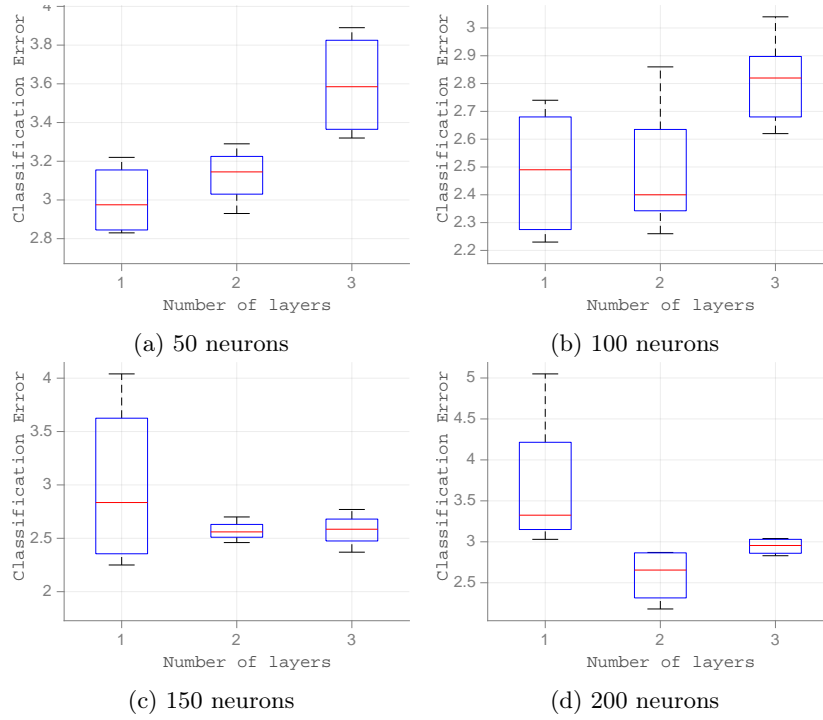 4
3.8
3.6
3.4
3.2
3
2.8
Classification Error
1 2 3
Number of layers
(a) 50 neurons
3
2.9
2.8
2.7
2.6
2.5
2.4
2.3
2.2
Classification Error
1 2 3
Number of layers
(b) 100 neurons
4
3.5
3
2.5
2
Classification Error
1 2 3
Number of layers
(c) 150 neurons
5
4.5
4
3.5
3
2.5
Classification Error
1 2 3
Number of layers
(d) 200 neurons